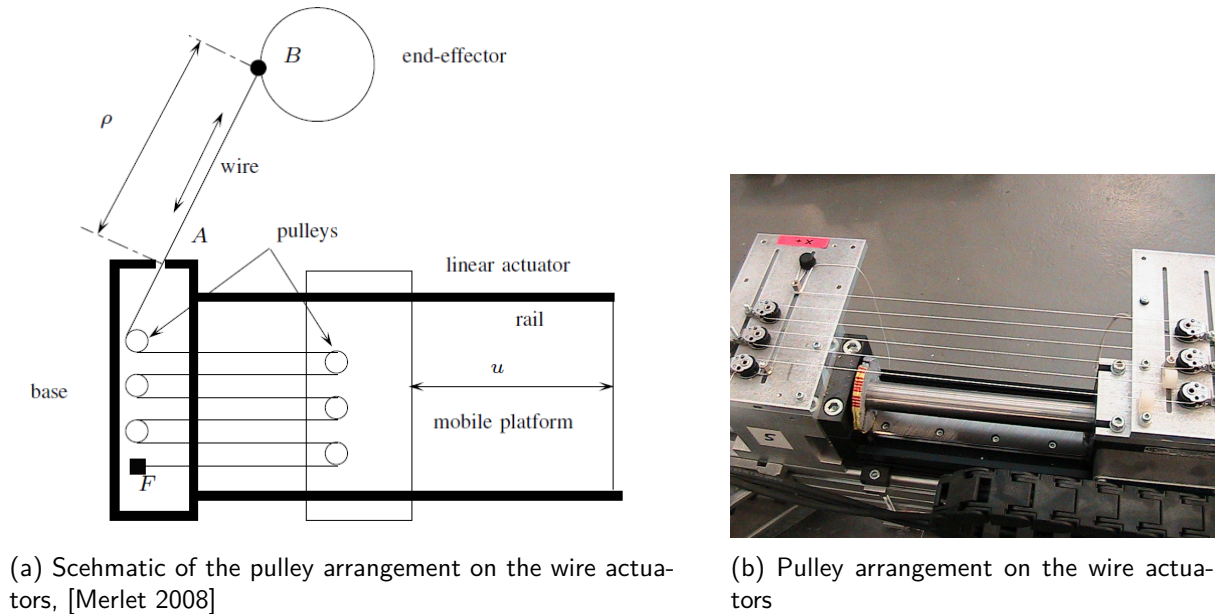 B
end-effector
ρ
wire
A
pulleys
linear actuator
rail
u
base
mobile platform
F
+ X
5
(a) Scehmatic of the pulley arrangement on the wire actua-
tors, [Merlet 2008]
(b) Pulley arrangement on the wire actua-
tors